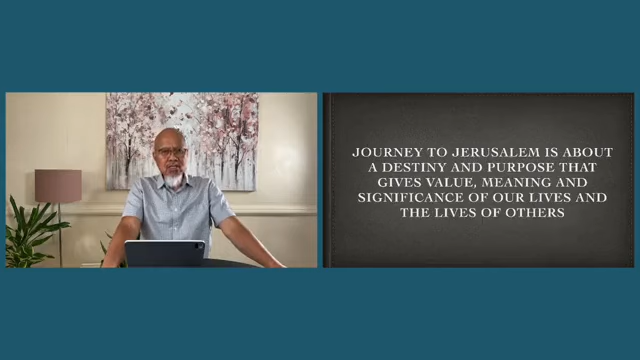 JOURNEY TO JERUSALEM IS ABOUT
A DESTINY AND PURPOSE THAT
GIVES VALUE, MEANING AND
SIGNIFICANCE OF OUR LIVES AND
THE LIVES OF OTHERS